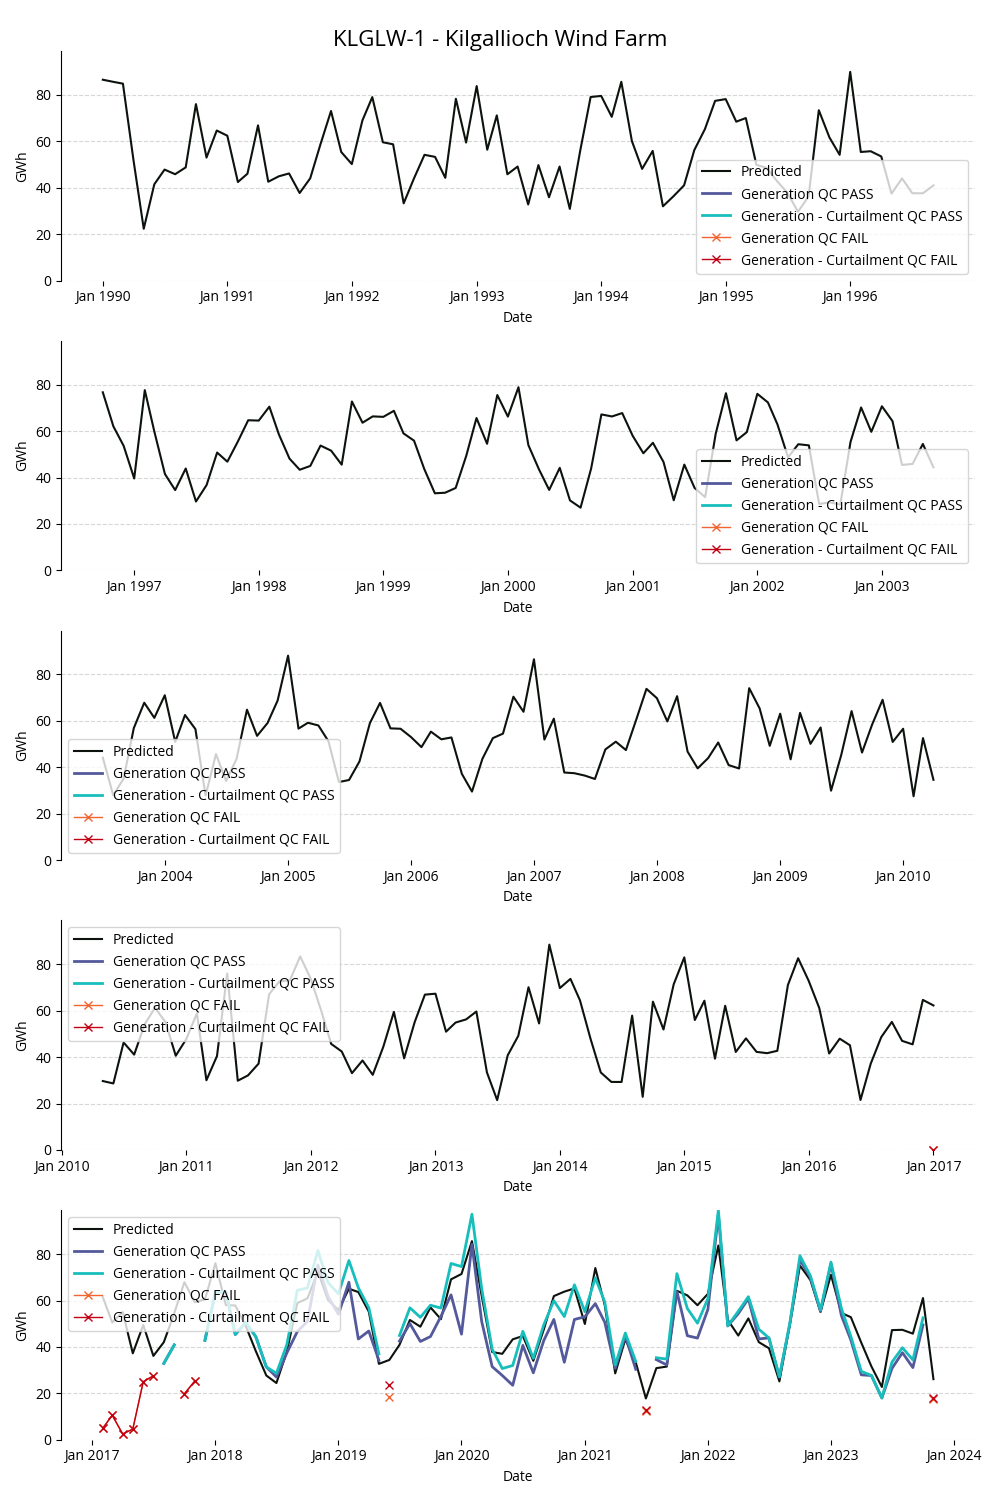 KLGLW-1 - Kilgallioch Wind Farm
80
60
40
20
0
GWh
Predicted
Generation QC PASS
Generation - Curtailment QC PASS
Generation QC FAIL
Generation - Curtailment QC FAIL
Jan 1990 Jan 1991 Jan 1992 Jan 1993 Jan 1994 Jan 1995 Jan 1996
Date
80
60
40
20
0
GWh
Predicted
Generation QC PASS
Generation - Curtailment QC PASS
Generation QC FAIL
Generation - Curtailment QC FAIL
Jan 1997 Jan 1998 Jan 1999 Jan 2000 Jan 2001 Jan 2002 Jan 2003
Date
80
60
40
20
0
GWh
Predicted
Generation QC PASS
Generation - Curtailment QC PASS
Generation QC FAIL
Generation - Curtailment QC FAIL
Jan 2004 Jan 2005 Jan 2006 Jan 2007 Jan 2008 Jan 2009 Jan 2010
Date
80
60
40
20
0
GWh
Predicted
Generation QC PASS
Generation - Curtailment QC PASS
Generation QC FAIL
Generation - Curtailment QC FAIL
Jan 2010 Jan 2011 Jan 2012 Jan 2013 Jan 2014 Jan 2015 Jan 2016 Jan 2017
Date
80
60
40
20
0
GWh
Predicted
Generation QC PASS
Generation - Curtailment QC PASS
Generation QC FAIL
Generation - Curtailment QC FAIL
Jan 2017 Jan 2018 Jan 2019 Jan 2020 Jan 2021 Jan 2022 Jan 2023 Jan 2024
Date